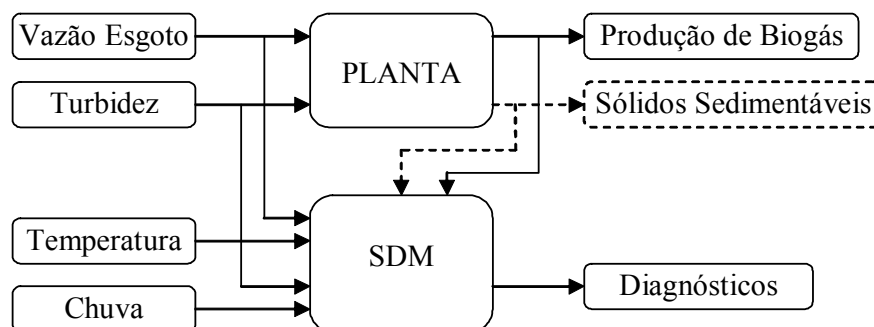 Vazão Esgoto
PLANTA
Produção de Biogás
Turbidez
Sólidos Sedimentáveis
Temperatura
SDM
Chuva
Diagnósticos